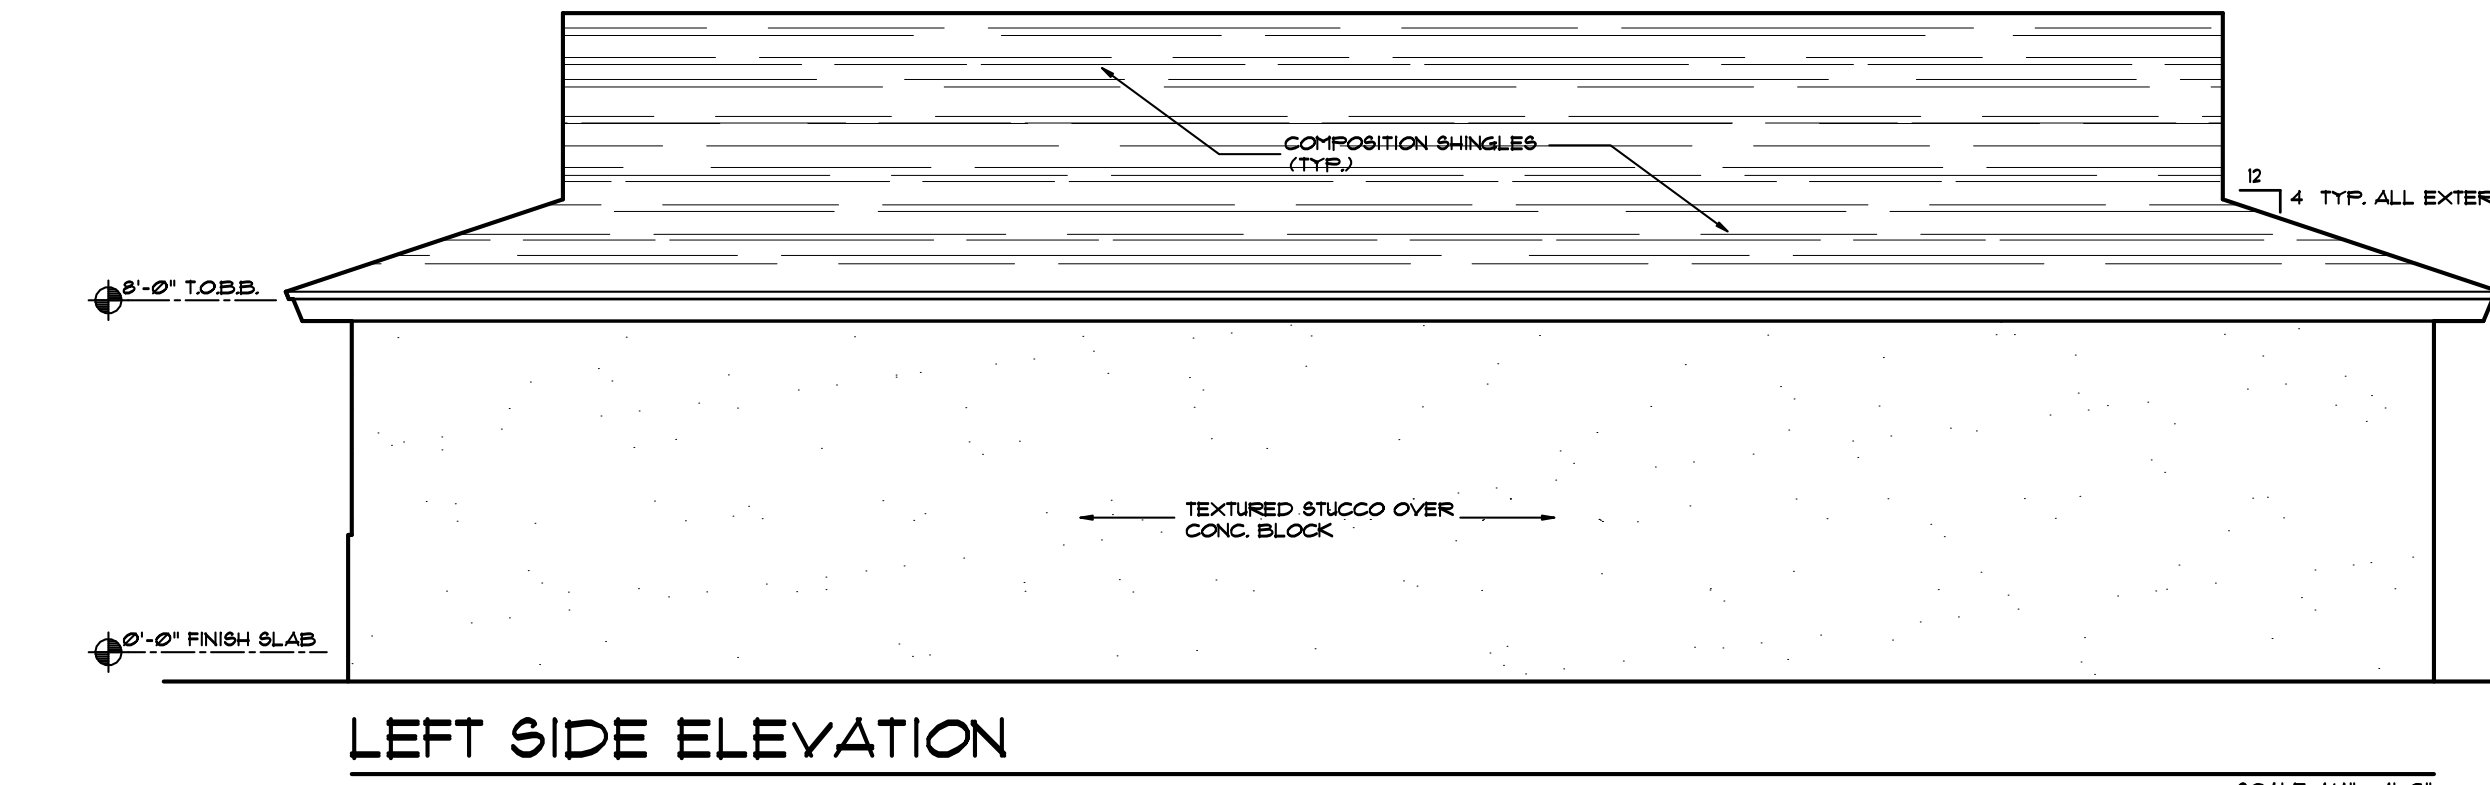 COMPOSITION SHINGLES
(TYP.)
12
4 TYP. ALL
8'-0" T.O.B.B.
TEXTURED STUCCO OVER
CONC. BLOCK
0'-0" FINISH SLAB
LEFT SIDE ELEVATION